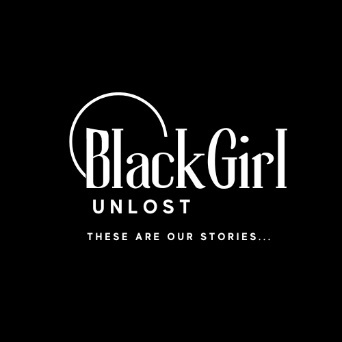 BlackGirl
UNLOST
THESE ARE OUR STORIES...